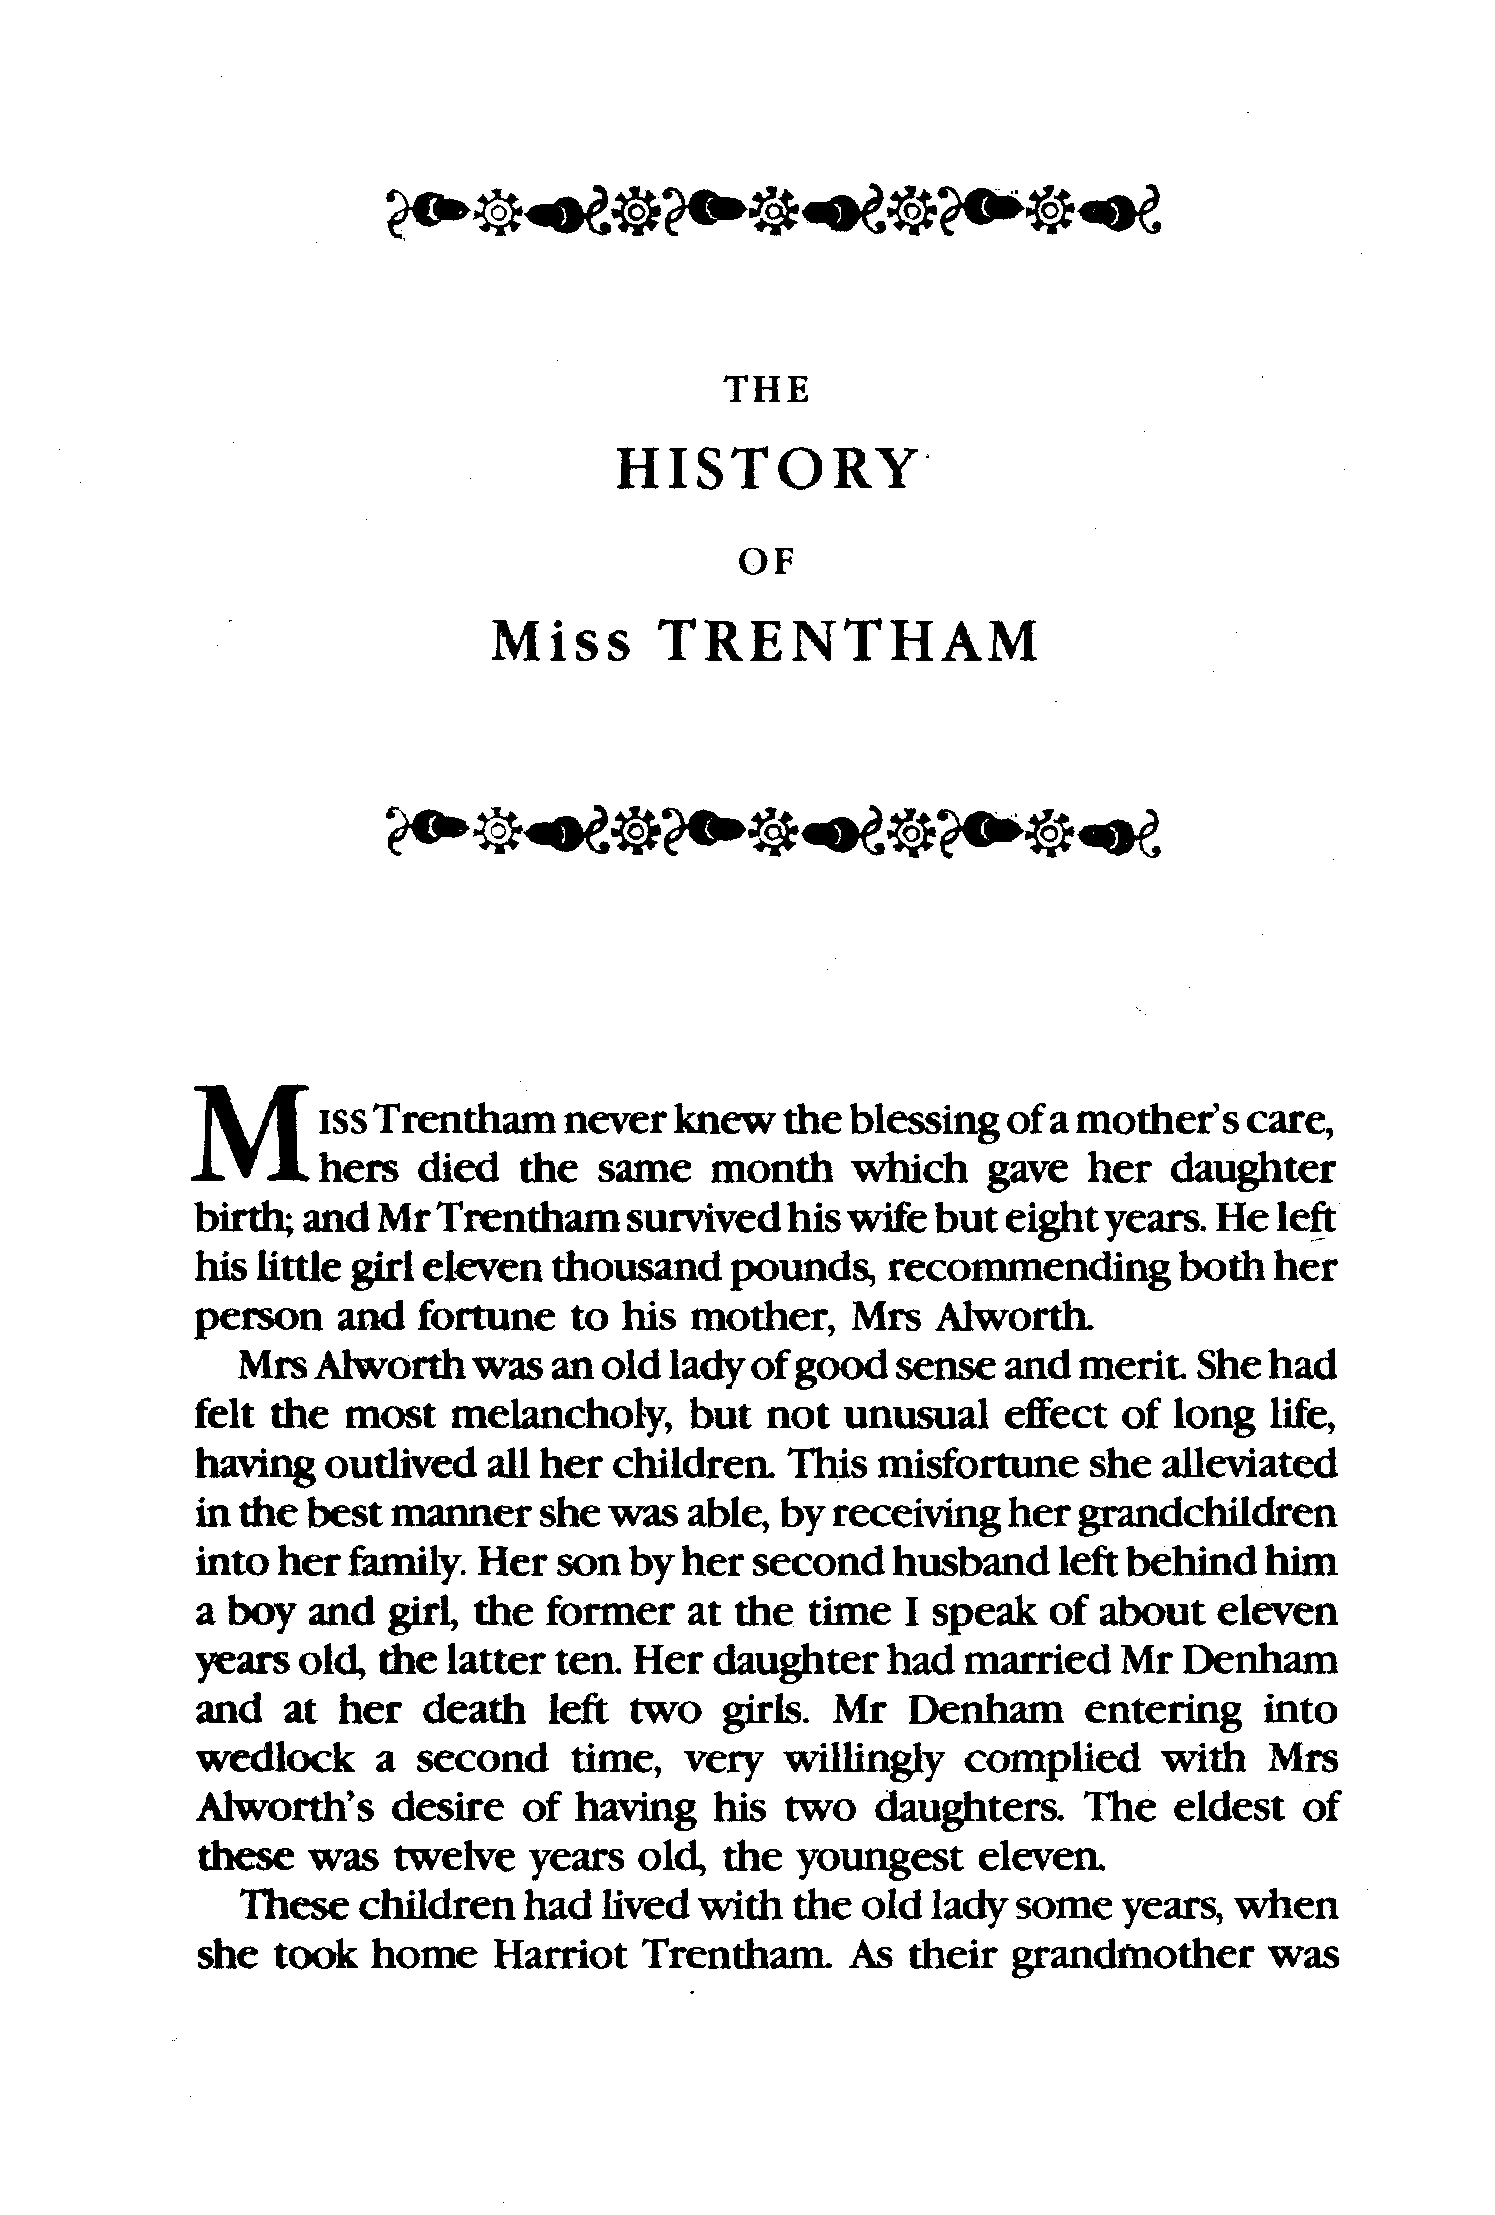 THE
HISTORY
OF
Miss TRENTHAM
MISS Trentham never knew the blessing of a mother's care,
hers died the same month which gave her daughter
birth; and Mr Trentham survived his wife but eight years. He left
his little girl eleven thousand pounds, recommending both her
person and fortune to his mother, Mrs Alworth.
Mrs Alworth was an old lady of good sense and merit. She had
felt the most melancholy, but not unusual effect of long life,
having outlived all her children. This misfortune she alleviated
in the best manner she was able, by receiving her grandchildren
into her family. Her son by her second husband left behind him
a boy and girl, the former at the time I speak of about eleven
years old, the latter ten. Her daughter had married Mr Denham
and at her death left two girls. Mr Denham entering into
wedlock a second time, very willingly complied with Mrs
Alworth's desire of having his two daughters. The eldest of
these was twelve years old, the youngest eleven.
These children had lived with the old lady some years, when
she took home Harriot Trentham. As their grandmother was